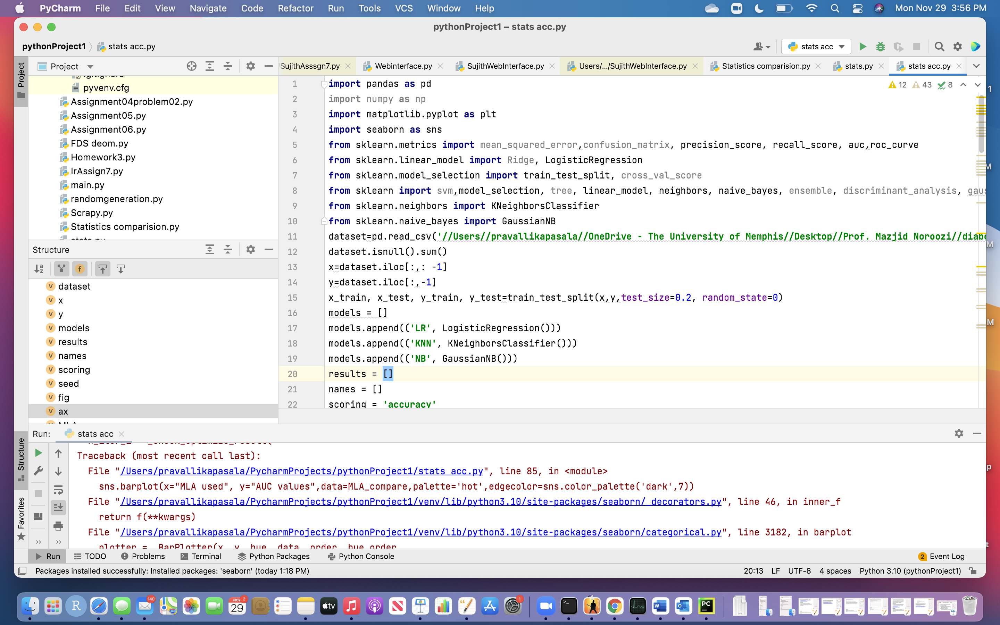 PyCharm File Edit View Navigate Code Refactor Run Tools VCS Window Help Mon Nov 29 3:56 PM
pythonProject1 – stats acc.py
pythonProject1 stats acc.py stats acc
Project
SujithAsssgn7.py Webinterface.py SujithWebInterface.py Users/.../SujithWebInterface.py Statistics comparision.py stats.py stats acc.py
Project
.gitignore
pyvenv.cfg
Assignment04problem02.py
Assignment05.py
Assignment06.py
FDS deom.py
Homework3.py
IrAssign7.py
main.py
randomgeneration.py
Scrapy.py
Statistics comparision.py
stats.py
Structure
dataset
x
y
models
results
names
scoring
seed
fig
ax
MLA
12 43 8
1 import pandas as pd
2 import numpy as np
3 import matplotlib.pyplot as plt
4 import seaborn as sns
5 from sklearn.metrics import mean_squared_error,confusion_matrix, precision_score, recall_score, auc,roc_curve
6 from sklearn.linear_model import Ridge, LogisticRegression
7 from sklearn.model_selection import train_test_split, cross_val_score
8 from sklearn import svm,model_selection, tree, linear_model, neighbors, naive_bayes, ensemble, discriminant_analysis, gaus
9 from sklearn.neighbors import KNeighborsClassifier
10 from sklearn.naive_bayes import GaussianNB
11 dataset=pd.read_csv('//Users//pravallikapasala//OneDrive - The University of Memphis//Desktop//Prof. Mazjid Noroozi//diabe
12 dataset.isnull().sum()
13 x=dataset.iloc[:,: -1]
14 y=dataset.iloc[:,-1]
15 x_train, x_test, y_train, y_test=train_test_split(x,y,test_size=0.2, random_state=0)
16 models = []
17 models.append(('LR', LogisticRegression()))
18 models.append(('KNN', KNeighborsClassifier()))
19 models.append(('NB', GaussianNB()))
20 results = []
21 names = []
22 scoring = 'accuracy'
1
M
M
M
p
t
Structure
Favorites
Run: stats acc
n_iter_i = _check_optimize_result(
Traceback (most recent call last):
File "/Users/pravallikapasala/PycharmProjects/pythonProject1/stats acc.py", line 85, in <module>
sns.barplot(x="MLA used", y="AUC values",data=MLA_compare,palette='hot',edgecolor=sns.color_palette('dark',7))
File "/Users/pravallikapasala/PycharmProjects/pythonProject1/venv/lib/python3.10/site-packages/seaborn/_decorators.py", line 46, in inner_f
return f(**kwargs)
File "/Users/pravallikapasala/PycharmProjects/pythonProject1/venv/lib/python3.10/site-packages/seaborn/categorical.py", line 3182, in barplot
plotter = _BarPlotter(x, y, hue, data, order, hue_order,
Run TODO Problems Terminal Python Packages Python Console 2 Event Log
Packages installed successfully: Installed packages: 'seaborn' (today 1:18 PM) 20:13 LF UTF-8 4 spaces Python 3.10 (pythonProject1)
R 140 NOV 2 29 tv 1 W PC